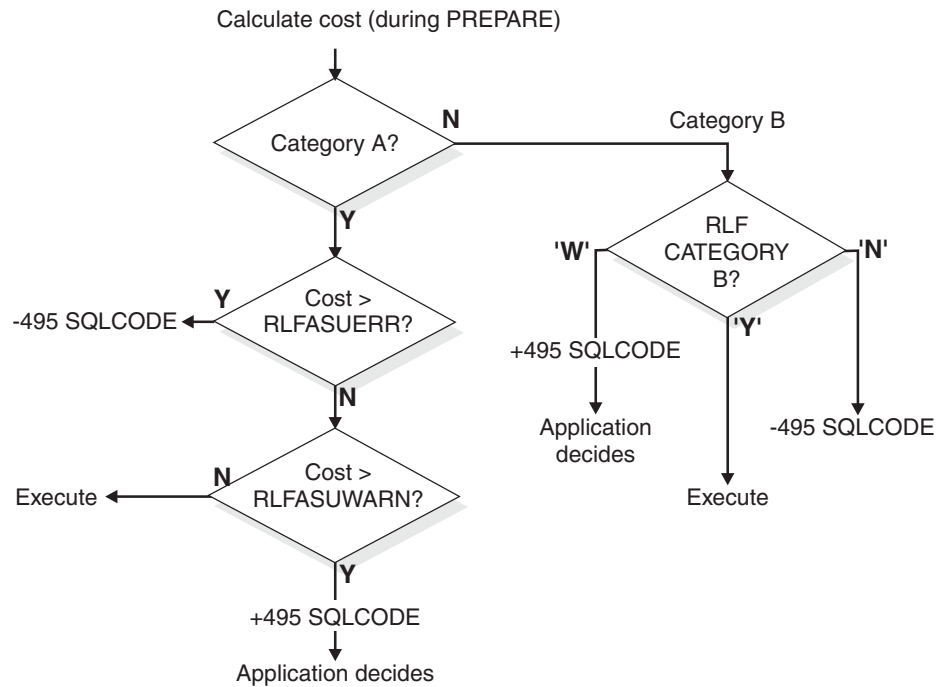 Calculate cost (during PREPARE)
Category A?
N
Category B
Y
RLF
CATEGORY
B?
'W'
'N'
'Y'
Cost >
RLFASUERR?
Y
-495 SQLCODE
N
+495 SQLCODE
Application
decides
-495 SQLCODE
Execute
Cost >
RLFASUWARN?
N
Execute
Y
+495 SQLCODE
Application decides